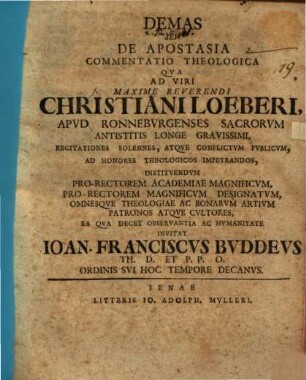 DEMAS
SEV
DE APOSTASIA
COMMENTATIO THEOLOGICA
QVA
AD VIRI
MAXIME REVERENDI
CHRISTIANI LOEBERI,
APVD RONNEBVRGENSES SACRORVM
ANTISTITIS LONGE GRAVISSIMI,
RECITATIONES SOLENNES, ATQVE CONFLICTVM PVBLICVM,
AD HONORES THEOLOGICOS IMPETRANDOS,
INSTITVENDVM
PRO-RECTOREM ACADEMIAE MAGNIFICVM,
PRO-RECTOREM MAGNIFICVM DESIGNATVM,
OMNESQVE THEOLOGIAE AC BONARVM ARTIVM
PATRONOS ATQVE CVLTORES,
EA QVA DECET OBSERVANTIA AC HVMANITATE
INVITAT
IOAN. FRANCISCVS BVDDEVS
TH. D. ET P. P. O.
ORDINIS SVI HOC TEMPORE DECANVS.
IENAE
LITTERIS IO. ADOLPH. MVLLERI.